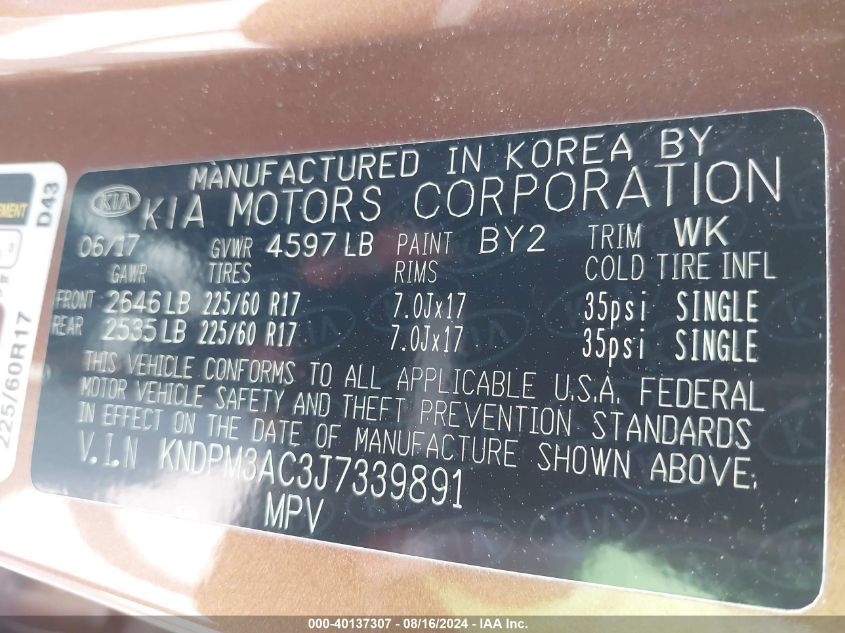 MANUFACTURED IN KOREA BY
KIA KIA MOTORS CORPORATION
06/17 GVWR 4597 LB PAINT BY2 TRIM WK
GAWR TIRES RIMS COLD TIRE INFL
FRONT 2646 LB 225/60 R17 7.0Jx17 35psi SINGLE
REAR 2535 LB 225/60 R17 7.0Jx17 35psi SINGLE
THIS VEHICLE CONFORMS TO ALL APPLICABLE U.S.A. FEDERAL
MOTOR VEHICLE SAFETY AND THEFT PREVENTION STANDARDS
IN EFFECT ON THE DATE OF MANUFACTURE SHOWN ABOVE.
V.I.N KNDPM3AC3J7339891
MPV
D43
225/60R17
000-40137307 - 08/16/2024 - IAA Inc.